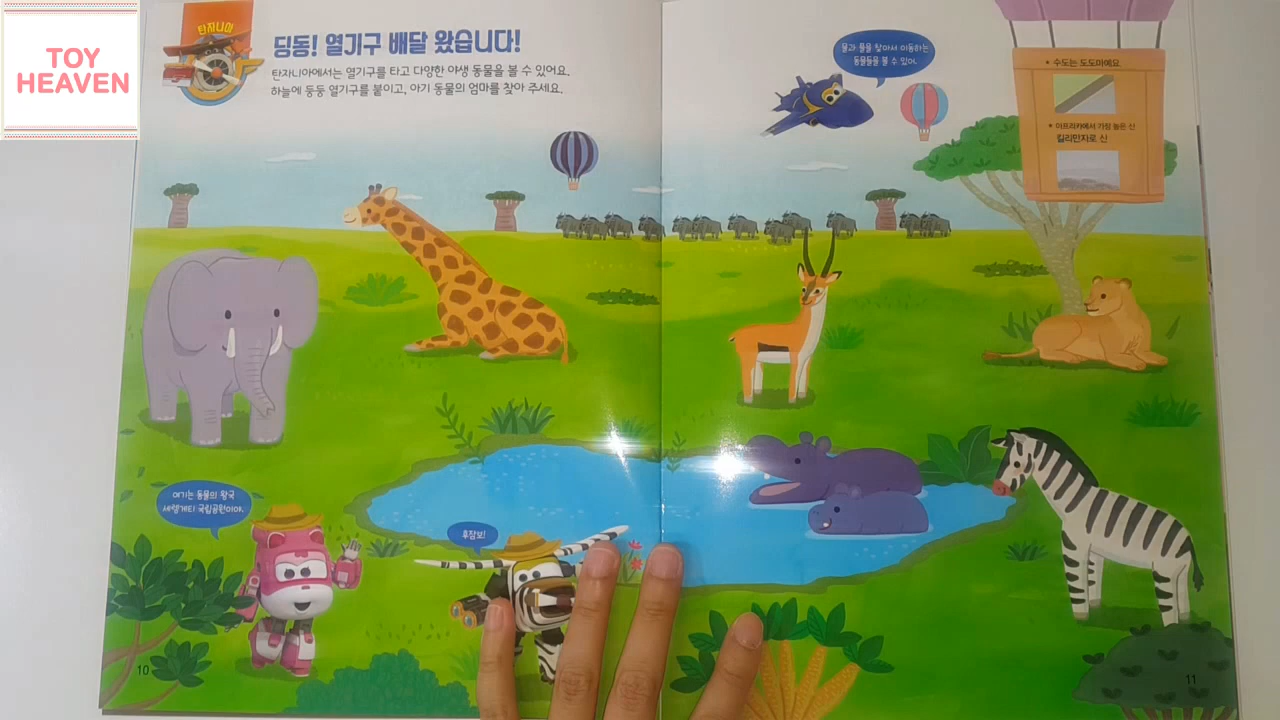 TOY
HEAVEN
탄자니아
딩동! 열기구 배달 왔습니다!
탄자니아에서는 열기구를 타고 다양한 야생 동물을 볼 수 있어요.
하늘에 둥둥 열기구를 붙이고, 아기 동물의 엄마를 찾아 주세요.
물과 풀을 찾아서 이동하는
동물들을 볼 수 있어.
수도는 도도마예요.
아프리카에서 가장 높은 산
킬리만자로 산
여기는 동물의 왕국
세렝게티 국립공원이야.
후잠보!
10
11